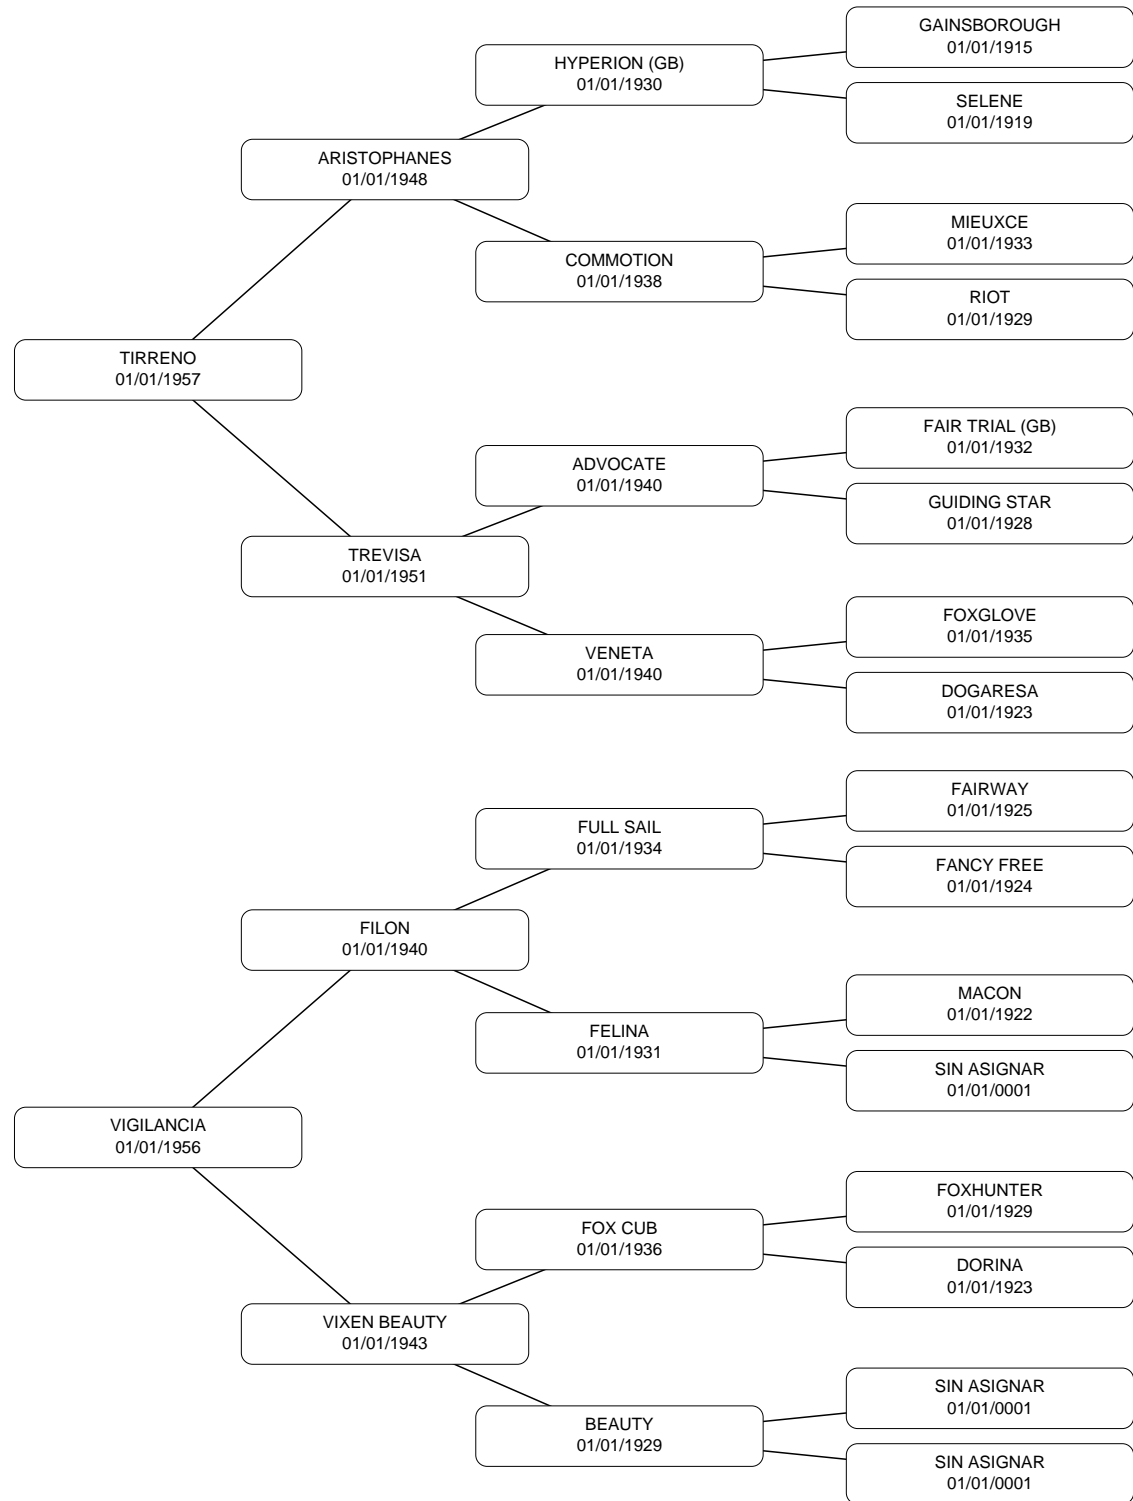 GAINSBOROUGH
01/01/1915
HYPERION (GB)
01/01/1930
SELENE
01/01/1919
ARISTOPHANES
01/01/1948
MIEUXCE
01/01/1933
COMMOTION
01/01/1938
RIOT
01/01/1929
TIRRENO
01/01/1957
FAIR TRIAL (GB)
01/01/1932
ADVOCATE
01/01/1940
GUIDING STAR
01/01/1928
TREVISA
01/01/1951
FOXGLOVE
01/01/1935
VENETA
01/01/1940
DOGARESA
01/01/1923
FAIRWAY
01/01/1925
FULL SAIL
01/01/1934
FANCY FREE
01/01/1924
FILON
01/01/1940
MACON
01/01/1922
FELINA
01/01/1931
SIN ASIGNAR
01/01/0001
VIGILANCIA
01/01/1956
FOXHUNTER
01/01/1929
FOX CUB
01/01/1936
DORINA
01/01/1923
VIXEN BEAUTY
01/01/1943
SIN ASIGNAR
01/01/0001
BEAUTY
01/01/1929
SIN ASIGNAR
01/01/0001